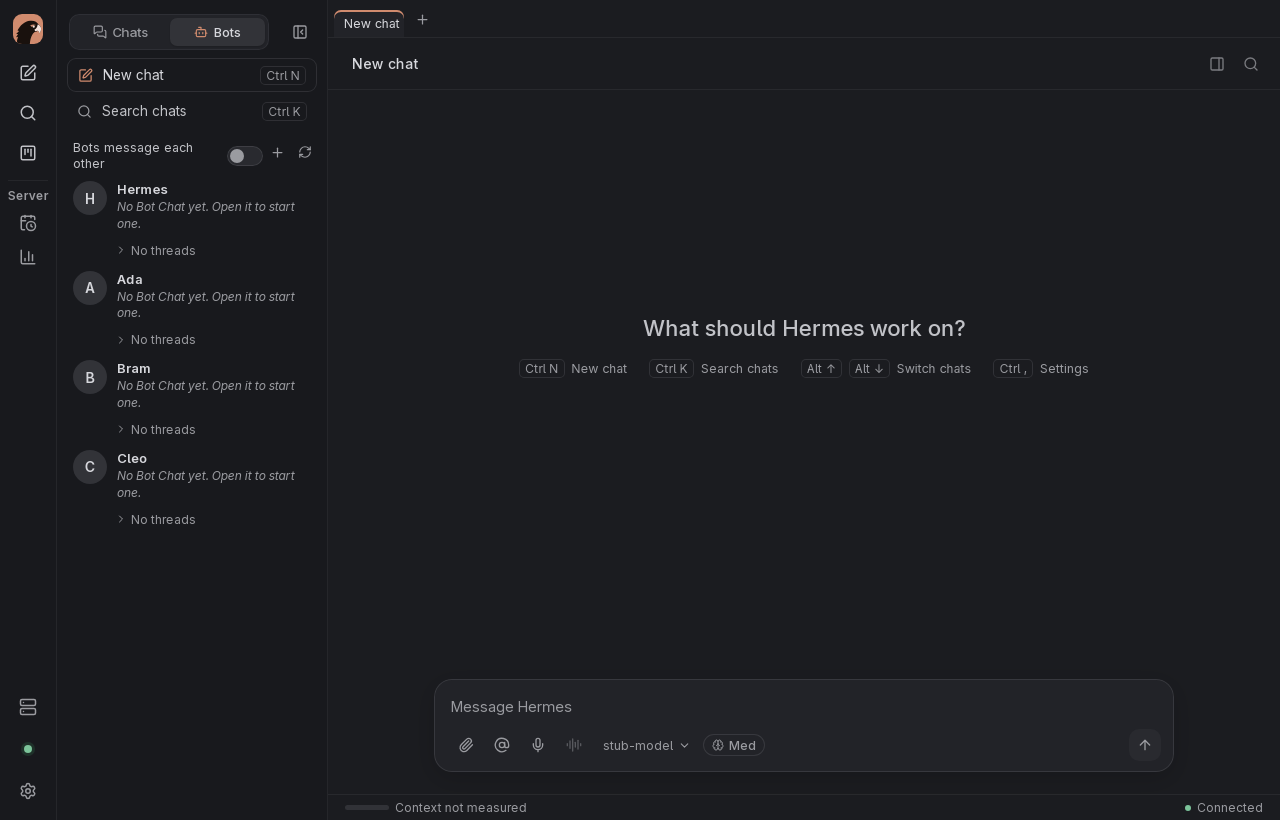 Chats
Bots
New chat
Ctrl N
Search chats
Ctrl K
Bots message each
other
H
Hermes
No Bot Chat yet. Open it to start
one.
No threads
A
Ada
No Bot Chat yet. Open it to start
one.
No threads
B
Bram
No Bot Chat yet. Open it to start
one.
No threads
C
Cleo
No Bot Chat yet. Open it to start
one.
No threads
Server
New chat
New chat
What should Hermes work on?
Ctrl N New chat Ctrl K Search chats Alt ↑ Alt ↓ Switch chats Ctrl , Settings
Message Hermes
stub-model
Med
Context not measured
Connected